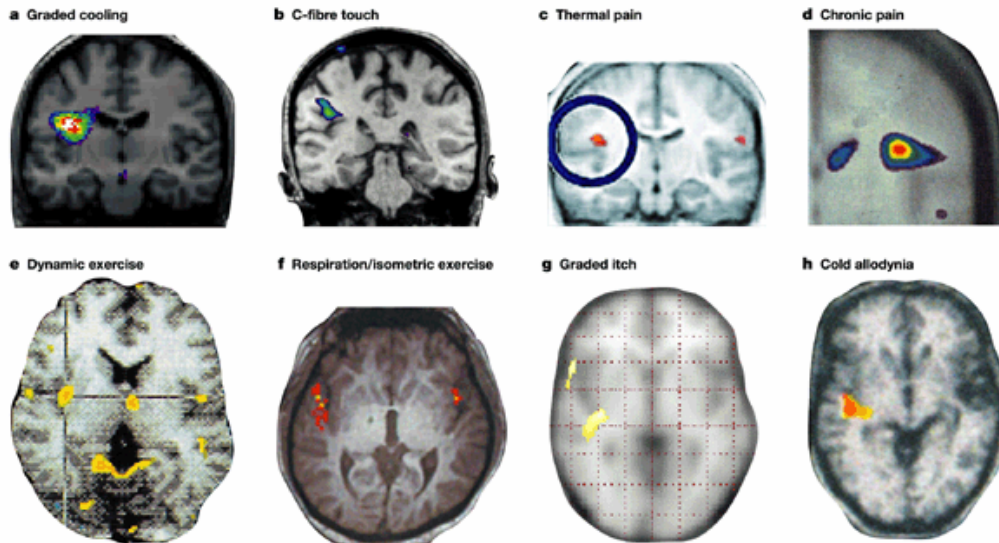 a Graded cooling
b C-fibre touch
c Thermal pain
d Chronic pain
e Dynamic exercise
f Respiration/isometric exercise
g Graded itch
h Cold allodynia